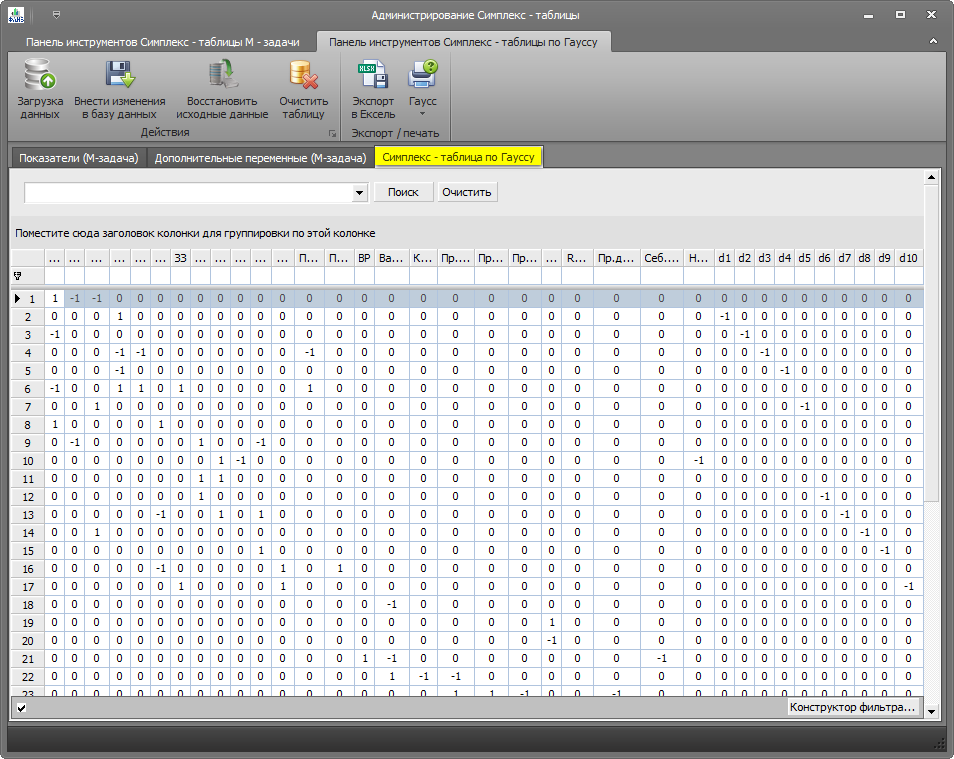 ФЛИЗ
Администрирование Симплекс - таблицы
Панель инструментов Симплекс - таблицы М - задачи Панель инструментов Симплекс - таблицы по Гауссу
Загрузка данных
Внести изменения в базу данных
Восстановить исходные данные
Очистить таблицу
Действия
Экспорт в Ексель
Гаусс
Экспорт / печать
Показатели (М-задача) Дополнительные переменные (М-задача) Симплекс - таблица по Гауссу
Поиск Очистить
Поместите сюда заголовок колонки для группировки по этой колонке
... ... ... ... ... ... ЗЗ ... ... ... ... ... П... П... ВР Ва... К... Пр.... Пр... Пр... ... R... Пр.д... Себ.... Н... d1 d2 d3 d4 d5 d6 d7 d8 d9 d10
1 1 -1 -1 0 0 0 0 0 0 0 0 0 0 0 0 0 0 0 0 0 0 0 0 0 0 0 0 0 0 0 0 0 0 0 0
2 0 0 0 1 0 0 0 0 0 0 0 0 0 0 0 0 0 0 0 0 0 0 0 0 0 -1 0 0 0 0 0 0 0 0 0
3 -1 0 0 0 0 0 0 0 0 0 0 0 0 0 0 0 0 0 0 0 0 0 0 0 0 0 -1 0 0 0 0 0 0 0 0
4 0 0 0 -1 -1 0 0 0 0 0 0 0 -1 0 0 0 0 0 0 0 0 0 0 0 0 0 0 -1 0 0 0 0 0 0 0
5 0 0 0 -1 0 0 0 0 0 0 0 0 0 0 0 0 0 0 0 0 0 0 0 0 0 0 0 0 -1 0 0 0 0 0 0
6 -1 0 0 1 1 0 1 0 0 0 0 0 1 0 0 0 0 0 0 0 0 0 0 0 0 0 0 0 0 0 0 0 0 0 0
7 0 0 1 0 0 0 0 0 0 0 0 0 0 0 0 0 0 0 0 0 0 0 0 0 0 0 0 0 0 -1 0 0 0 0 0
8 1 0 0 0 0 1 0 0 0 0 0 0 0 0 0 0 0 0 0 0 0 0 0 0 0 0 0 0 0 0 0 0 0 0 0
9 0 -1 0 0 0 0 0 1 0 0 -1 0 0 0 0 0 0 0 0 0 0 0 0 0 0 0 0 0 0 0 0 0 0 0 0
10 0 0 0 0 0 0 0 0 1 -1 0 0 0 0 0 0 0 0 0 0 0 0 0 0 -1 0 0 0 0 0 0 0 0 0 0
11 0 0 0 0 0 0 0 1 1 0 0 0 0 0 0 0 0 0 0 0 0 0 0 0 0 0 0 0 0 0 0 0 0 0 0
12 0 0 0 0 0 0 0 1 0 0 0 0 0 0 0 0 0 0 0 0 0 0 0 0 0 0 0 0 0 0 -1 0 0 0 0
13 0 0 0 0 0 -1 0 0 1 0 1 0 0 0 0 0 0 0 0 0 0 0 0 0 0 0 0 0 0 0 0 -1 0 0 0
14 0 0 1 0 0 0 0 0 0 0 0 0 0 0 0 0 0 0 0 0 0 0 0 0 0 0 0 0 0 0 0 0 -1 0 0
15 0 0 0 0 0 0 0 0 0 0 1 0 0 0 0 0 0 0 0 0 0 0 0 0 0 0 0 0 0 0 0 0 0 -1 0
16 0 0 0 0 0 -1 0 0 0 0 0 1 0 1 0 0 0 0 0 0 0 0 0 0 0 0 0 0 0 0 0 0 0 0 0
17 0 0 0 0 0 0 1 0 0 0 0 1 0 0 0 0 0 0 0 0 0 0 0 0 0 0 0 0 0 0 0 0 0 0 -1
18 0 0 0 0 0 0 0 0 0 0 0 0 0 0 0 -1 0 0 0 0 0 0 0 0 0 0 0 0 0 0 0 0 0 0 0
19 0 0 0 0 0 0 0 0 0 0 0 0 0 0 0 0 0 0 0 0 1 0 0 0 0 0 0 0 0 0 0 0 0 0 0
20 0 0 0 0 0 0 0 0 0 0 0 0 0 0 0 0 0 0 0 0 -1 0 0 0 0 0 0 0 0 0 0 0 0 0 0
21 0 0 0 0 0 0 0 0 0 0 0 0 0 0 1 -1 0 0 0 0 0 0 0 -1 0 0 0 0 0 0 0 0 0 0 0
22 0 0 0 0 0 0 0 0 0 0 0 0 0 0 0 1 -1 -1 0 0 0 0 0 0 0 0 0 0 0 0 0 0 0 0 0
23 0 0 0 0 0 0 0 0 0 0 0 0 0 0 0 0 0 1 1 -1 0 0 -1 0 0 0 0 0 0 0 0 0 0 0 0
Конструктор фильтра...